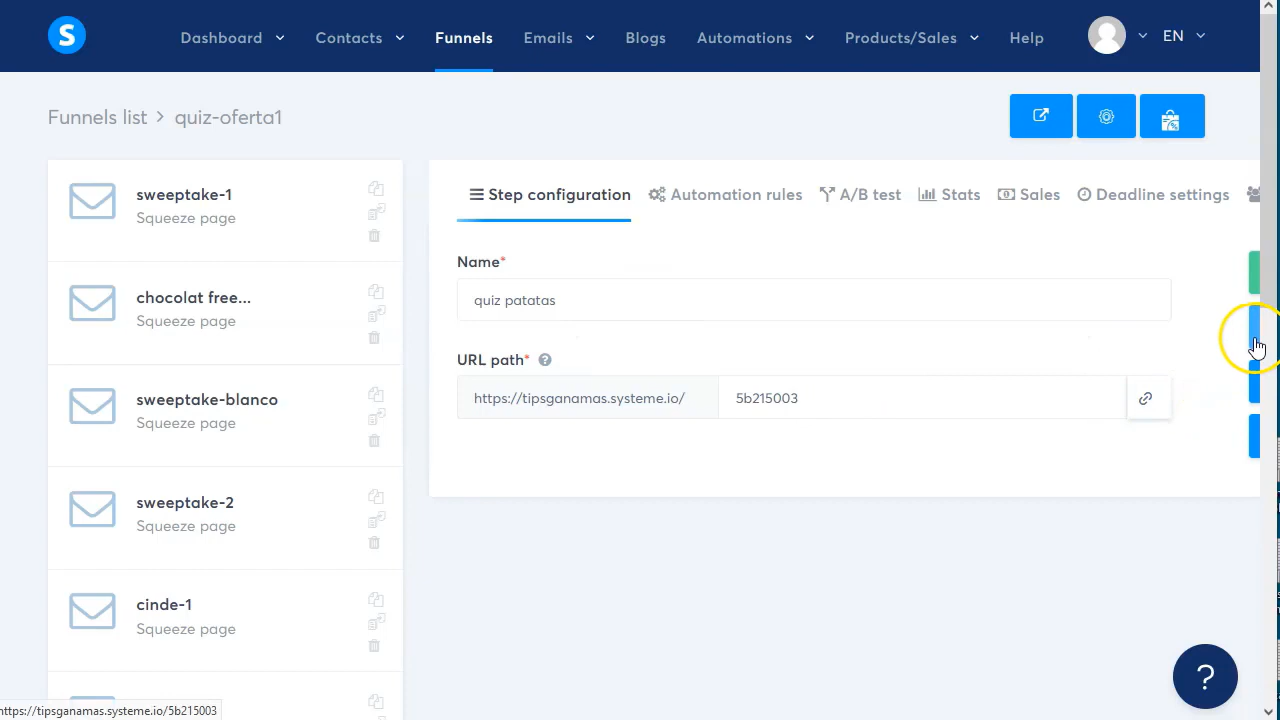 S
Dashboard
Contacts
Funnels
Emails
Blogs
Automations
Products/Sales
Help
EN
Funnels list > quiz-oferta1
sweeptake-1
Squeeze page
chocolat free...
Squeeze page
sweeptake-blanco
Squeeze page
sweeptake-2
Squeeze page
cinde-1
Squeeze page
Step configuration
Automation rules
A/B test
Stats
Sales
Deadline settings
Name*
quiz patatas
URL path* ?
https://tipsganamas.systeme.io/
5b215003
?
https://tipsganamas.systeme.io/5b215003